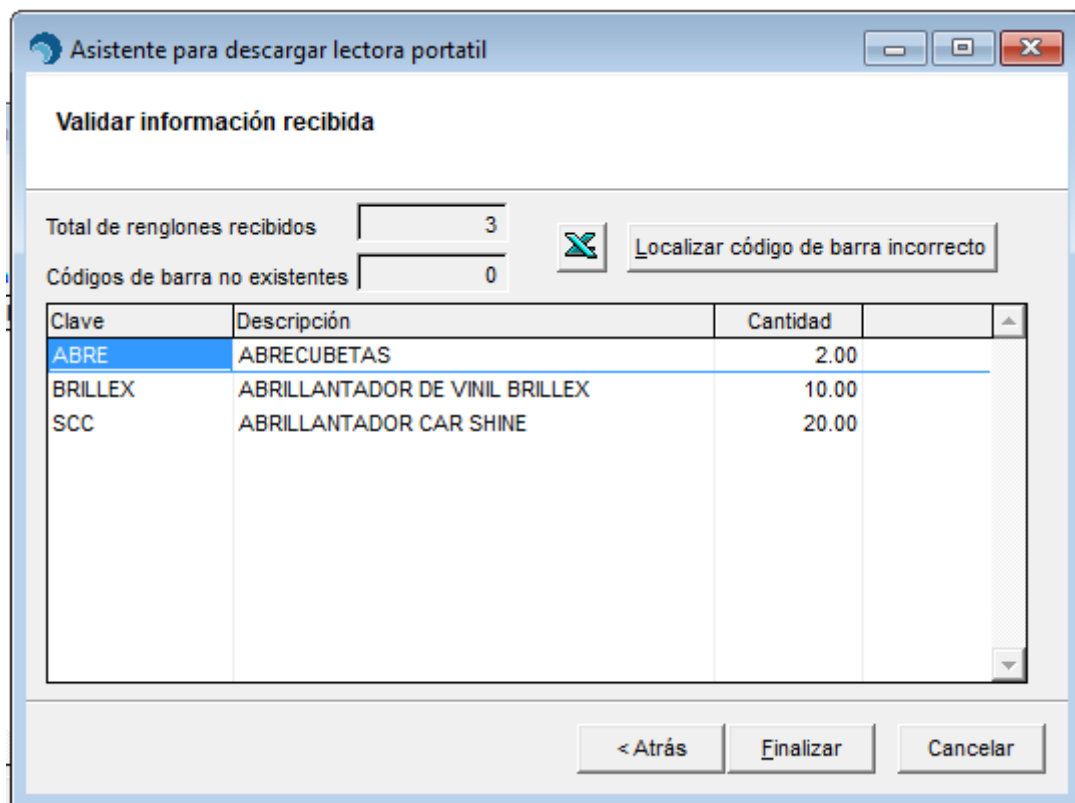 Asistente para descargar lectora portatil
Validar información recibida
Total de renglones recibidos 3
Localizar código de barra incorrecto
Códigos de barra no existentes 0
Clave Descripción Cantidad
ABRE ABRECUBETAS 2.00
BRILLEX ABRILLANTADOR DE VINIL BRILLEX 10.00
SCC ABRILLANTADOR CAR SHINE 20.00
< Atrás Finalizar Cancelar